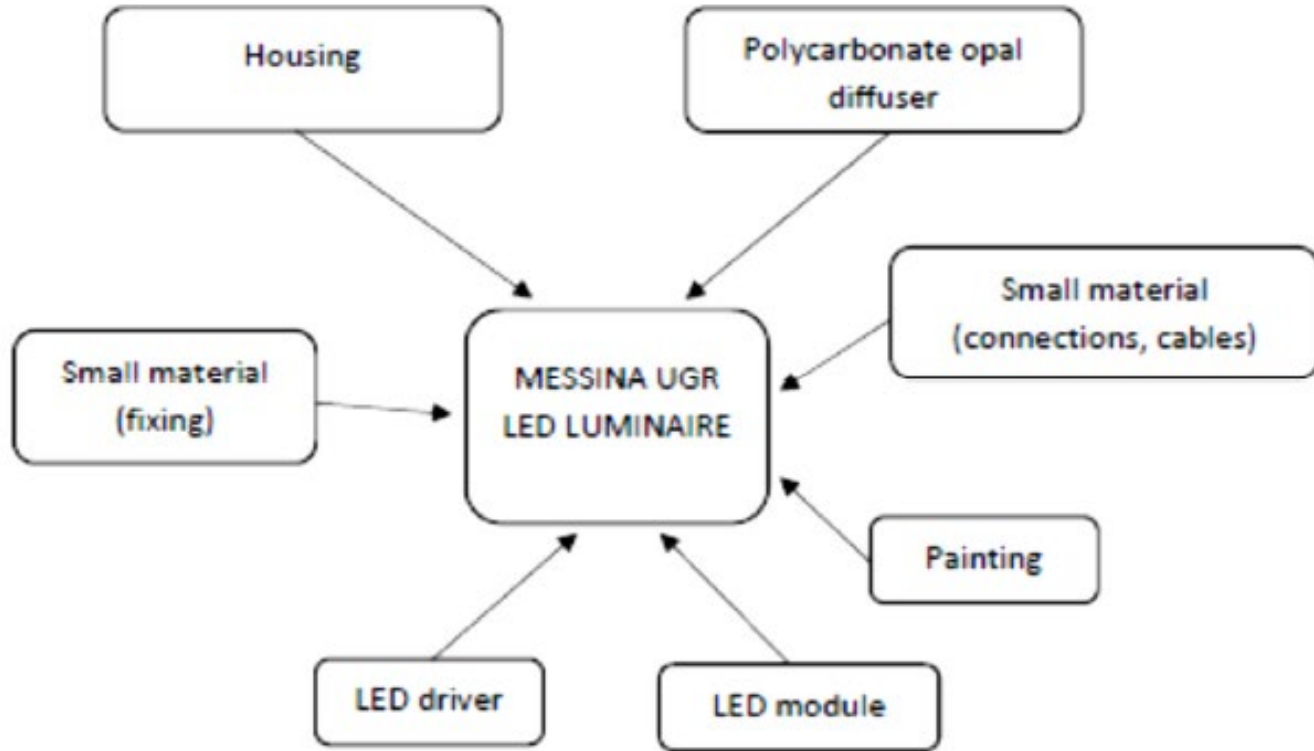 Housing
Polycarbonate opal
diffuser
Small material
(connections, cables)
Small material
(fixing)
MESSINA UGR
LED LUMINAIRE
Painting
LED driver
LED module